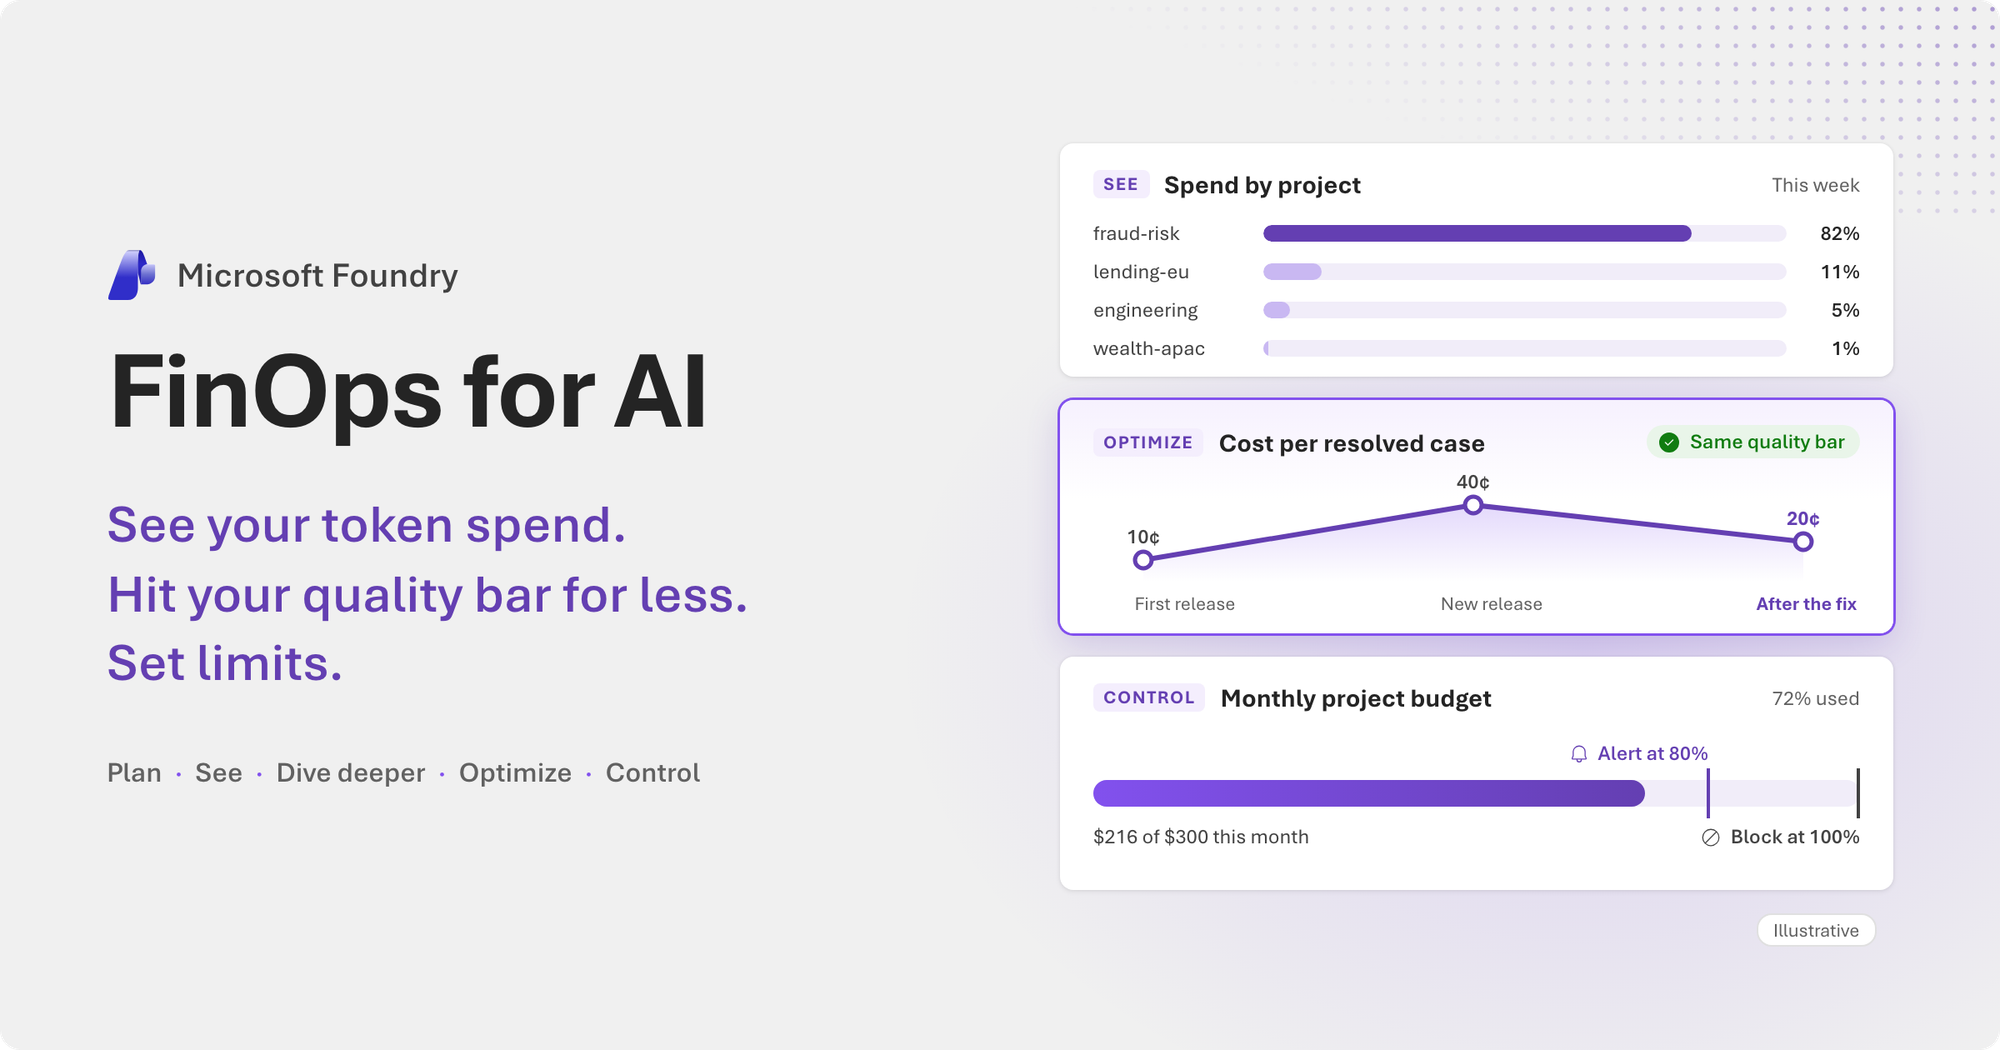 Microsoft Foundry
FinOps for AI
See your token spend.
Hit your quality bar for less.
Set limits.
Plan · See · Dive deeper · Optimize · Control
SEE Spend by project This week
fraud-risk 82%
lending-eu 11%
engineering 5%
wealth-apac 1%
OPTIMIZE Cost per resolved case Same quality bar
40¢
20¢
10¢
First release New release After the fix
CONTROL Monthly project budget 72% used
Alert at 80%
$216 of $300 this month Block at 100%
Illustrative